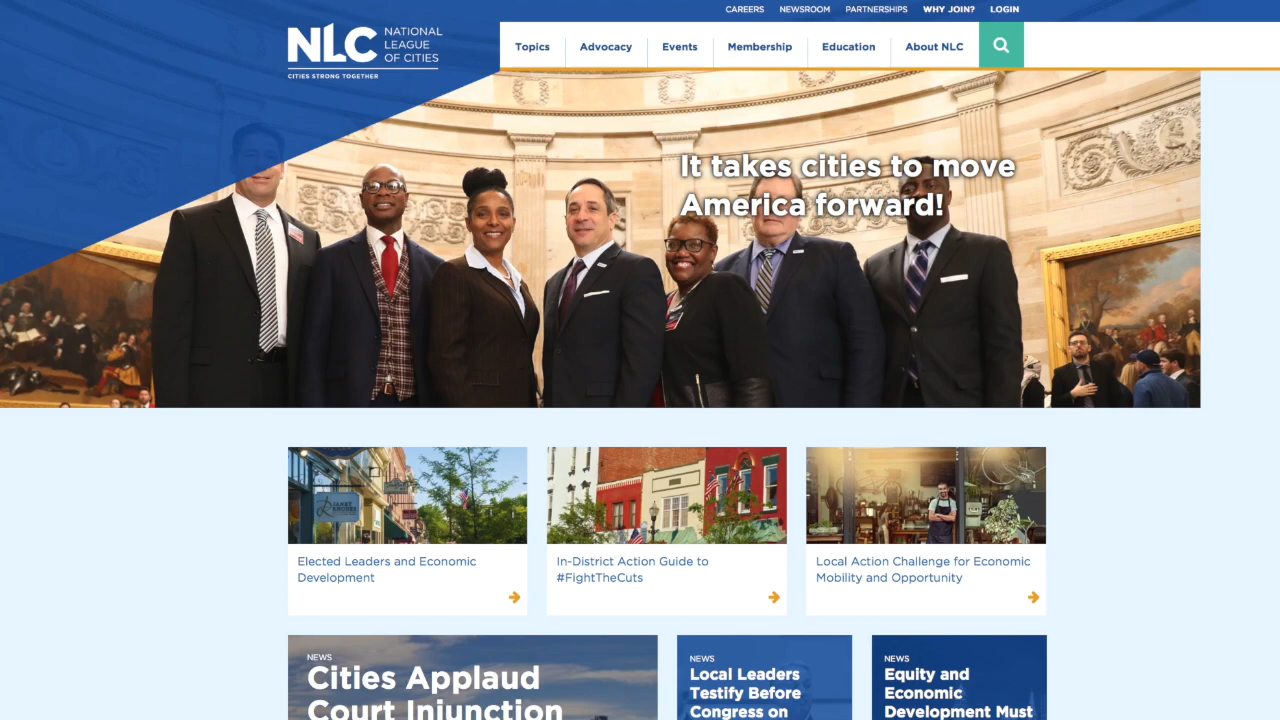 CAREERS NEWSROOM PARTNERSHIPS WHY JOIN? LOGIN
NLC NATIONAL
LEAGUE
OF CITIES
CITIES STRONG TOGETHER
Topics Advocacy Events Membership Education About NLC
It takes cities to move
America forward!
Elected Leaders and Economic
Development
In-District Action Guide to
#FightTheCuts
Local Action Challenge for Economic
Mobility and Opportunity
NEWS
Cities Applaud
Court Injunction
NEWS
Local Leaders
Testify Before
Congress on
NEWS
Equity and
Economic
Development Must